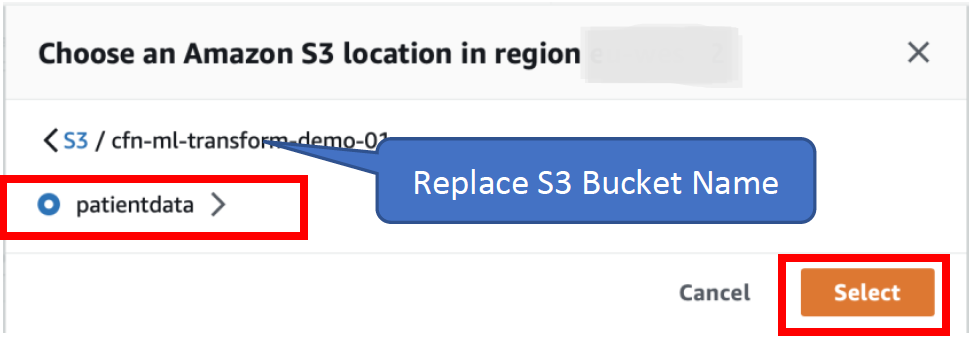 Choose an Amazon S3 location in region
S3 / cfn-ml-transform-demo-01
Replace S3 Bucket Name
patientdata
Cancel
Select